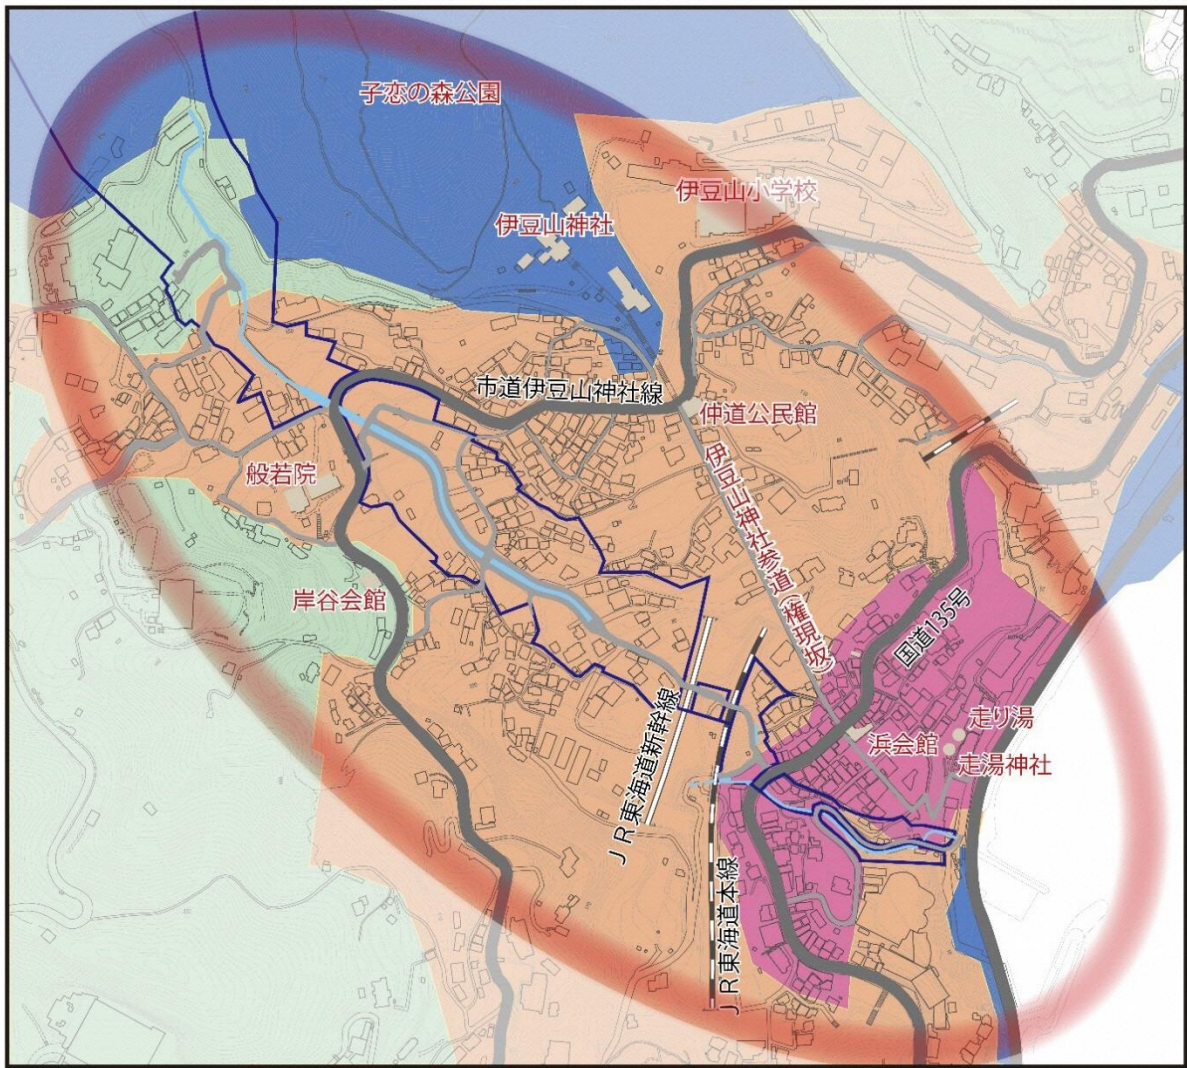 子恋の森公園
伊豆山小学校
伊豆山神社
市道伊豆山神社線
仲道公民館
般若院
伊豆山神社参道(権現坂)
岸谷会館
国道135号
走り湯
浜会館
走湯神社
JR東海道新幹線
JR東海道本線